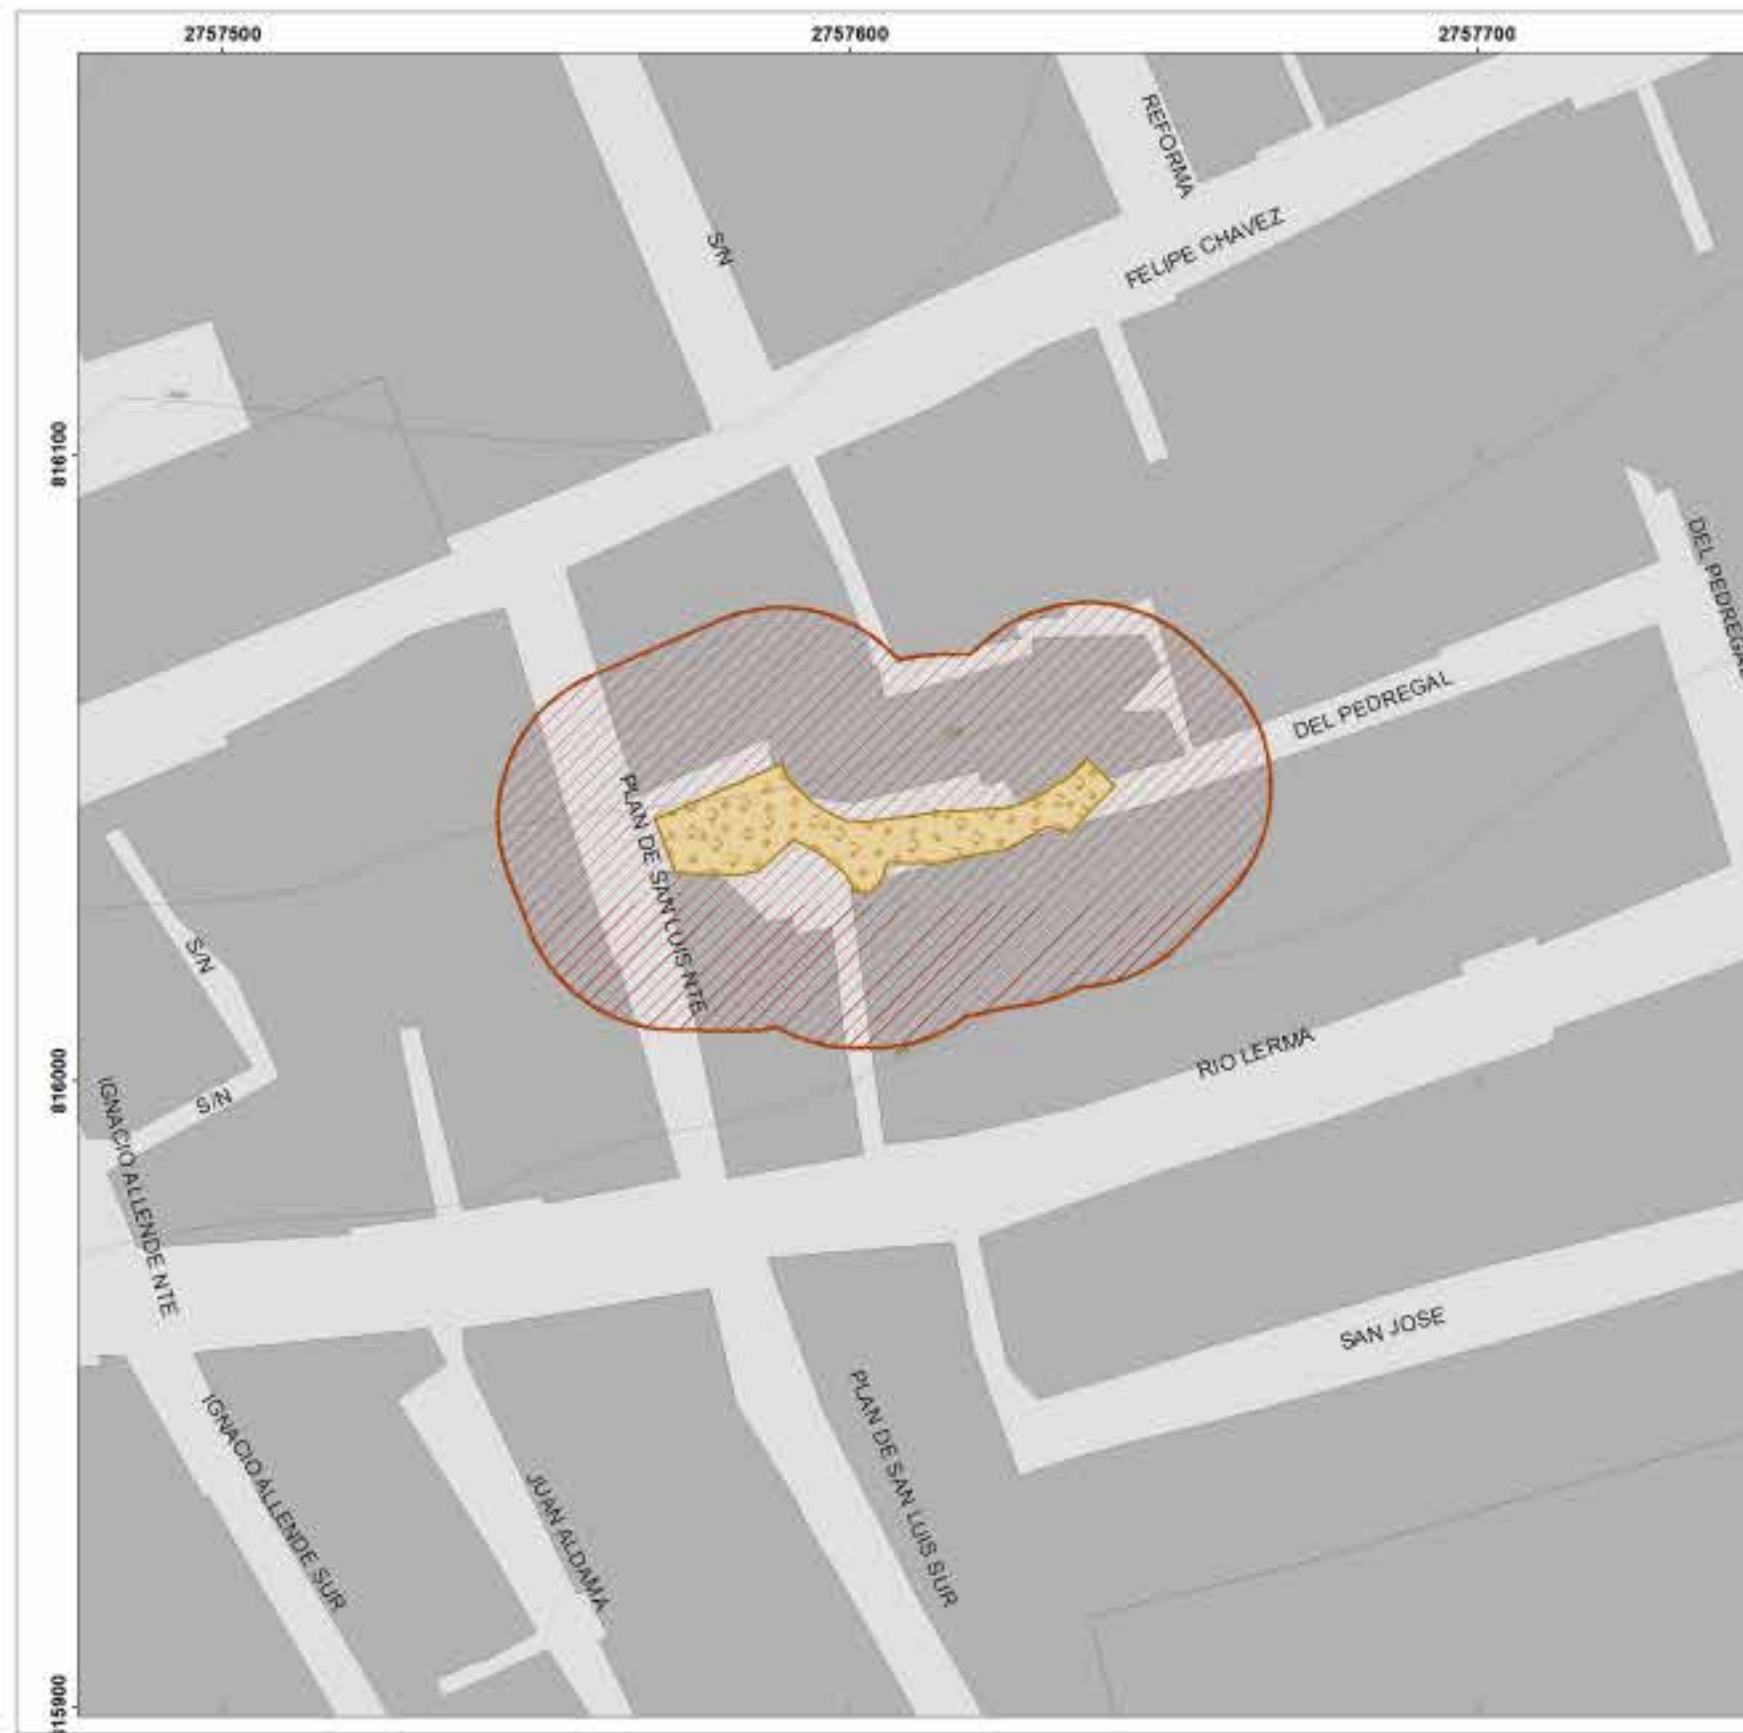 2757500
2757600
2757700
REFORMA
S/N
FELIPE CHAVEZ
816100
DEL PEDREGAL
DEL PEDREGAL
PLAN DE SAN LUIS NTE
S/N
RIO LERMA
816000
S/N
IGNACIO ALLENDE NTE
SAN JOSE
PLAN DE SAN LUIS SUR
IGNACIO ALLENDE SUR
JUAN ALDAMA
815900